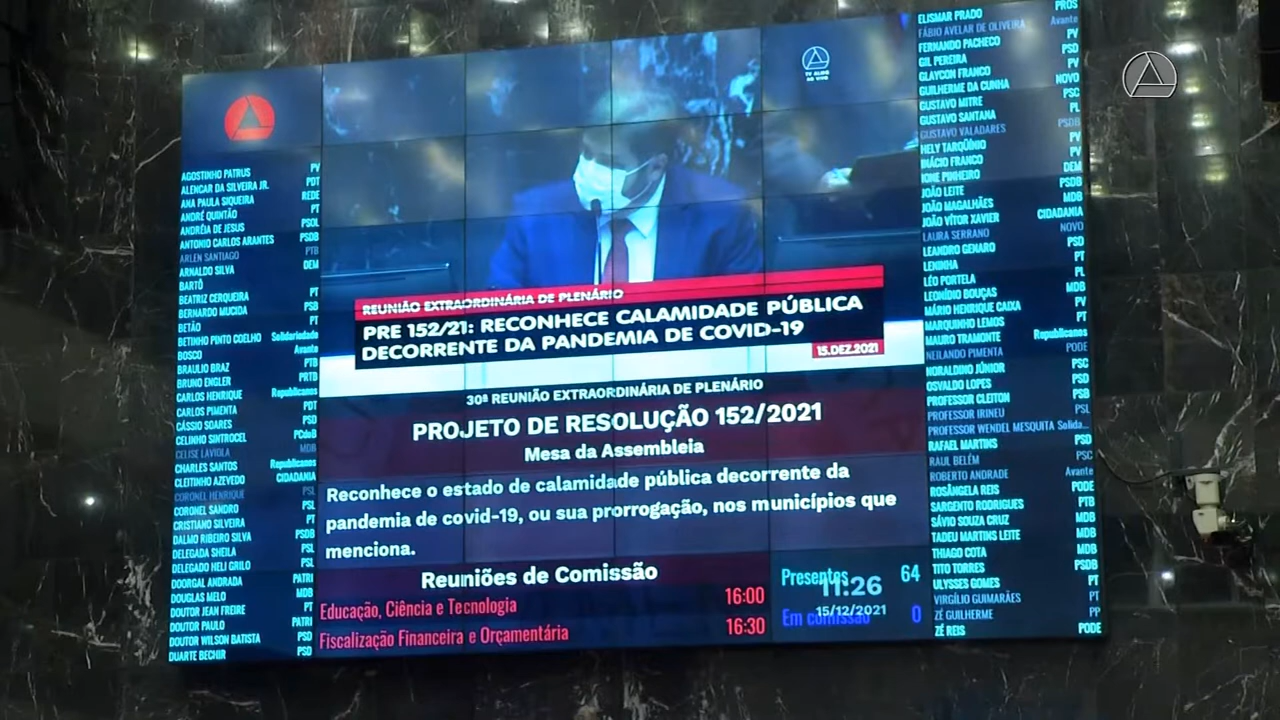 AGOSTINHO PATRUS PV
ALENCAR DA SILVEIRA JR. PDT
ANA PAULA SIQUEIRA REDE
ANDRÉ QUINTÃO PT
ANDRÉIA DE JESUS PSOL
ANTONIO CARLOS ARANTES PSDB
ARLEN SANTIAGO PTB
ARNALDO SILVA DEM
BARTÔ
BEATRIZ CERQUEIRA PT
BERNARDO MUCIDA PSB
BETÃO PT
BETINHO PINTO COELHO Solidariedade
BOSCO Avante
BRAULIO BRAZ PTB
BRUNO ENGLER PRTB
CARLOS HENRIQUE Republicanos
CARLOS PIMENTA PDT
CÁSSIO SOARES PSD
CELINHO SINTROCEL PCdoB
CELISE LAVIOLA MDB
CHARLES SANTOS Republicanos
CLEITINHO AZEVEDO CIDADANIA
CORONEL HENRIQUE PSL
CORONEL SANDRO PSL
CRISTIANO SILVEIRA PT
DALMO RIBEIRO SILVA PSDB
DELEGADA SHEILA PSL
DELEGADO HELI GRILO PSL
DOORGAL ANDRADA PATRI
DOUGLAS MELO MDB
DOUTOR JEAN FREIRE PT
DOUTOR PAULO PATRI
DOUTOR WILSON BATISTA PSD
DUARTE BECHIR PSD
TV ALMG
AO VIVO
REUNIÃO EXTRAORDINÁRIA DE PLENÁRIO
PRE 152/21: RECONHECE CALAMIDADE PÚBLICA
DECORRENTE DA PANDEMIA DE COVID-19
15.DEZ.2021
30ª REUNIÃO EXTRAORDINÁRIA DE PLENÁRIO
PROJETO DE RESOLUÇÃO 152/2021
Mesa da Assembleia
Reconhece o estado de calamidade pública decorrente da
pandemia de covid-19, ou sua prorrogação, nos municípios que
menciona.
Reuniões de Comissão
Educação, Ciência e Tecnologia 16:00
Fiscalização Financeira e Orçamentária 16:30
Presentes 64
Em comissão 0
11:26
15/12/2021
ELISMAR PRADO PROS
FÁBIO AVELAR DE OLIVEIRA Avante
FERNANDO PACHECO PV
GIL PEREIRA PSD
GLAYCON FRANCO PV
GUILHERME DA CUNHA NOVO
GUSTAVO MITRE PSC
GUSTAVO SANTANA PL
GUSTAVO VALADARES PSDB
HELY TARQÜÍNIO PV
INÁCIO FRANCO PV
IONE PINHEIRO DEM
JOÃO LEITE PSDB
JOÃO MAGALHÃES MDB
JOÃO VÍTOR XAVIER CIDADANIA
LAURA SERRANO NOVO
LEANDRO GENARO PSD
LENINHA PT
LÉO PORTELA PL
LEONÍDIO BOUÇAS MDB
MÁRIO HENRIQUE CAIXA PV
MARQUINHO LEMOS PT
MAURO TRAMONTE Republicanos
NEILANDO PIMENTA PODE
NORALDINO JÚNIOR PSC
OSVALDO LOPES PSD
PROFESSOR CLEITON PSB
PROFESSOR IRINEU PSL
PROFESSOR WENDEL MESQUITA Solida...
RAFAEL MARTINS PSD
RAUL BELÉM PSC
ROBERTO ANDRADE Avante
ROSÂNGELA REIS PODE
SARGENTO RODRIGUES PTB
SÁVIO SOUZA CRUZ MDB
TADEU MARTINS LEITE MDB
THIAGO COTA MDB
TITO TORRES PSDB
ULYSSES GOMES PT
VIRGÍLIO GUIMARÃES PT
ZÉ GUILHERME PP
ZÉ REIS PODE